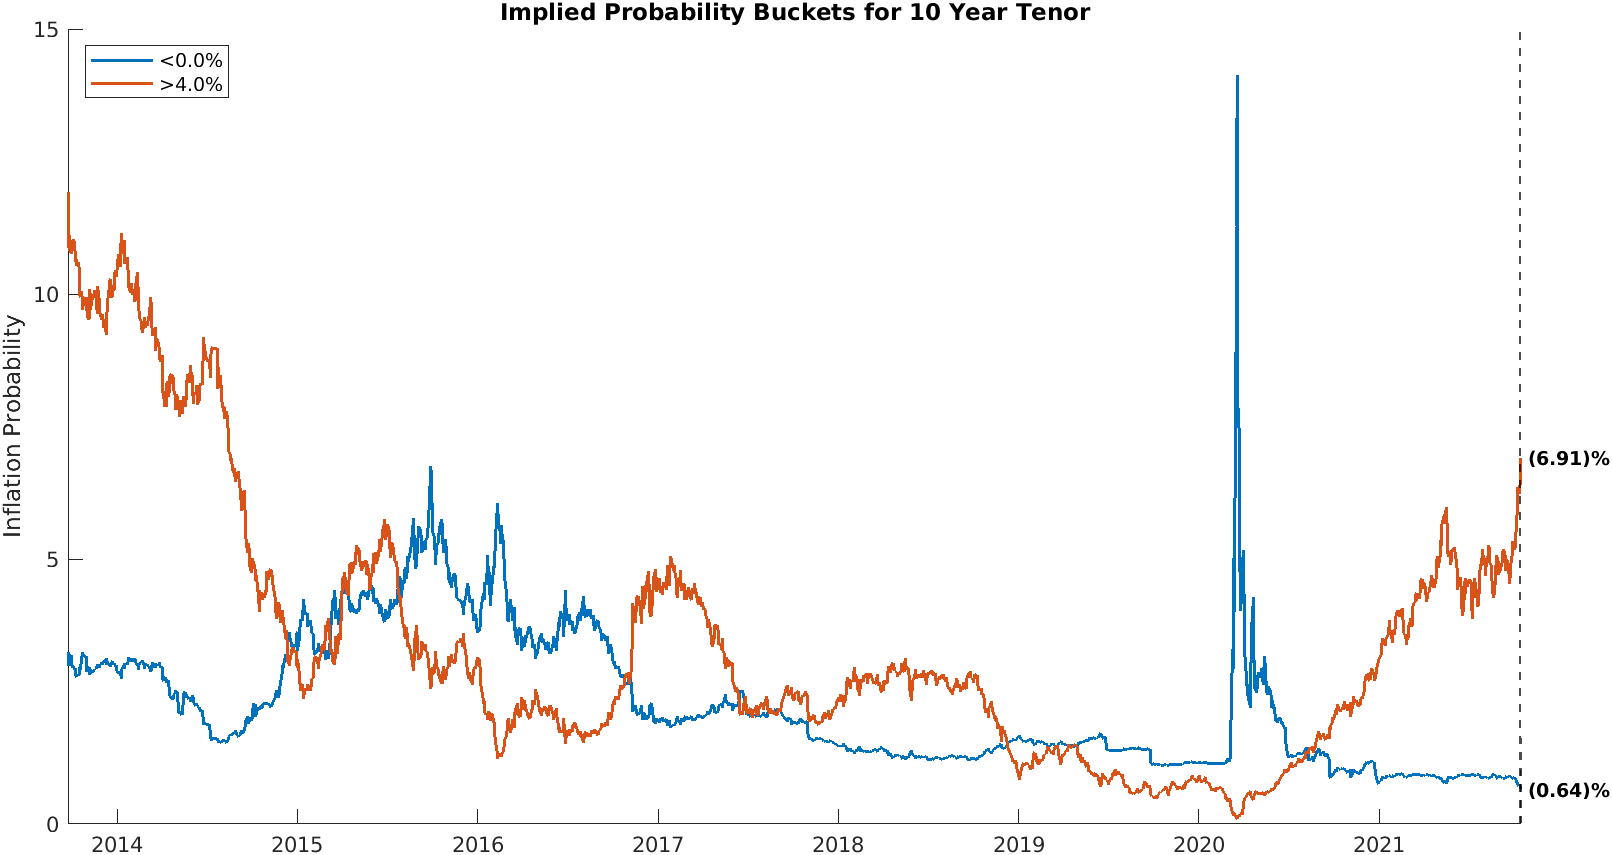 Implied Probability Buckets for 10 Year Tenor
<0.0%
>4.0%
Inflation Probability
15
10
5
0
(6.91)%
(0.64)%
2014 2015 2016 2017 2018 2019 2020 2021